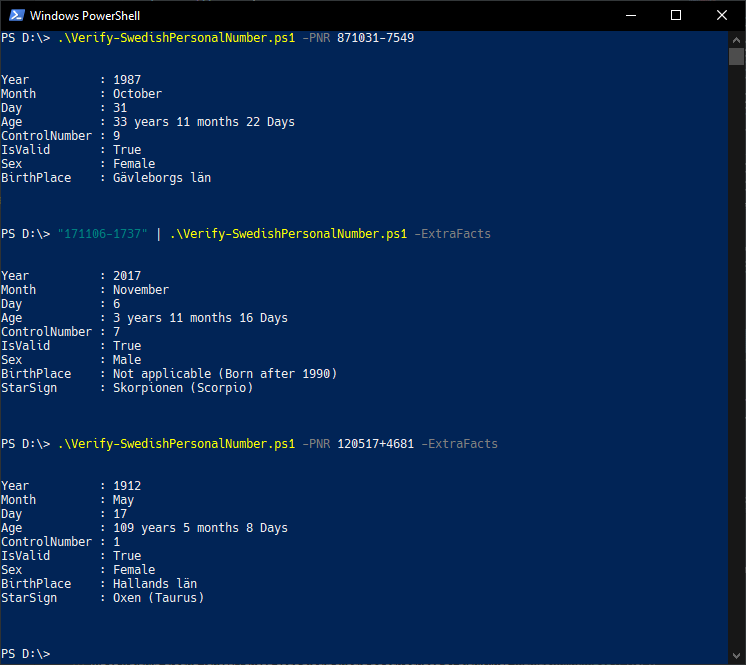 Windows PowerShell
PS D:\> .\Verify-SwedishPersonalNumber.ps1 -PNR 871031-7549
Year : 1987
Month : October
Day : 31
Age : 33 years 11 months 22 Days
ControlNumber : 9
IsValid : True
Sex : Female
BirthPlace : Gävleborgs län
PS D:\> "171106-1737" | .\Verify-SwedishPersonalNumber.ps1 -ExtraFacts
Year : 2017
Month : November
Day : 6
Age : 3 years 11 months 16 Days
ControlNumber : 7
IsValid : True
Sex : Male
BirthPlace : Not applicable (Born after 1990)
StarSign : Skorpionen (Scorpio)
PS D:\> .\Verify-SwedishPersonalNumber.ps1 -PNR 120517+4681 -ExtraFacts
Year : 1912
Month : May
Day : 17
Age : 109 years 5 months 8 Days
ControlNumber : 1
IsValid : True
Sex : Female
BirthPlace : Hallands län
StarSign : Oxen (Taurus)
PS D:\>